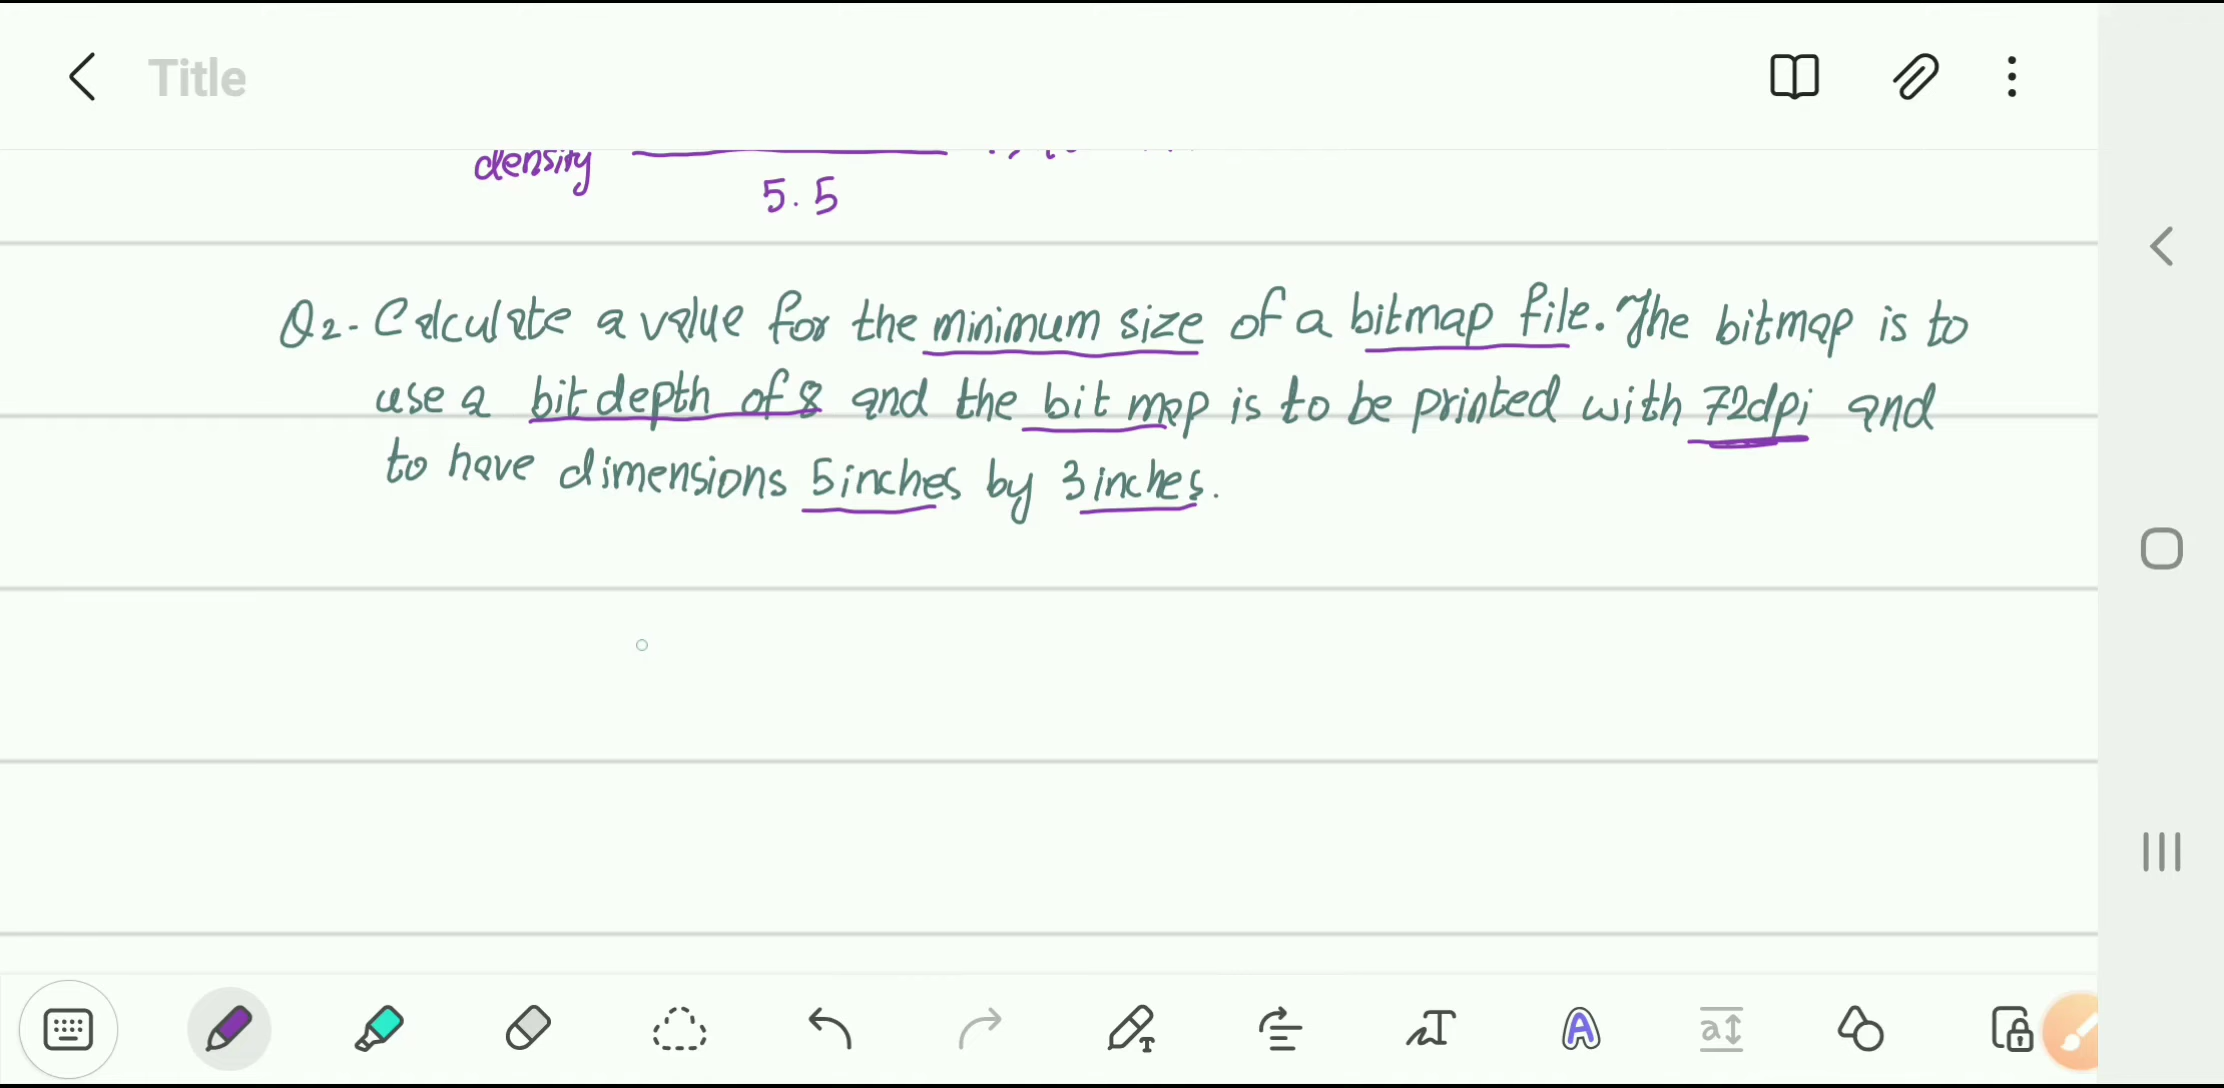 Title
density
5.5
Q2- Calculate a value for the minimum size of a bitmap file. The bitmap is to
use a bit depth of 8 and the bit map is to be printed with 72dpi and
to have dimensions 5inches by 3inches.